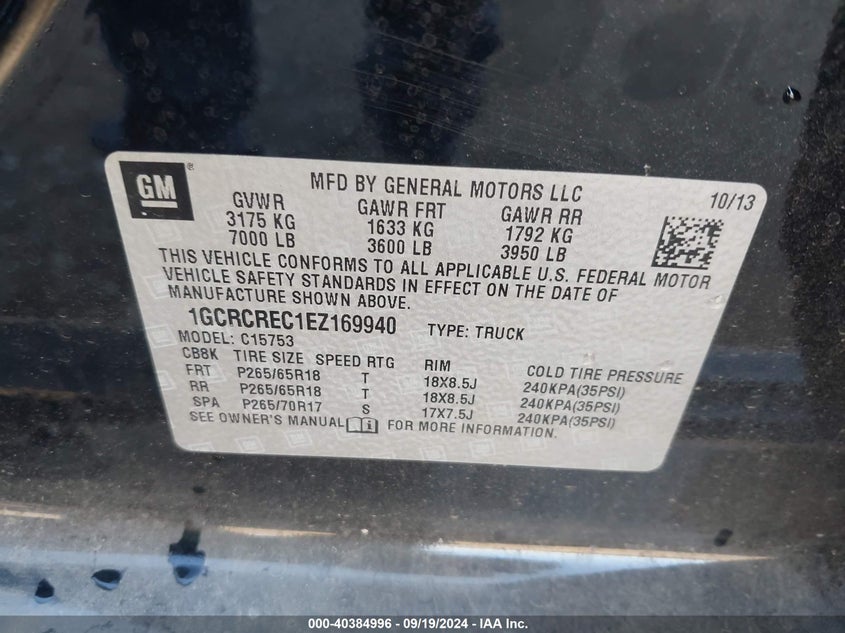 GM
MFD BY GENERAL MOTORS LLC
10/13
GVWR GAWR FRT GAWR RR
3175 KG 1633 KG 1792 KG
7000 LB 3600 LB 3950 LB
THIS VEHICLE CONFORMS TO ALL APPLICABLE U.S. FEDERAL MOTOR
VEHICLE SAFETY STANDARDS IN EFFECT ON THE DATE OF
MANUFACTURE SHOWN ABOVE.
1GCRCREC1EZ169940 TYPE: TRUCK
MODEL: C15753
CB8K TIRE SIZE SPEED RTG RIM COLD TIRE PRESSURE
FRT P265/65R18 T 18X8.5J 240KPA(35PSI)
RR P265/65R18 T 18X8.5J 240KPA(35PSI)
SPA P265/70R17 S 17X7.5J 240KPA(35PSI)
SEE OWNER'S MANUAL i FOR MORE INFORMATION.
000-40384996 - 09/19/2024 - IAA Inc.